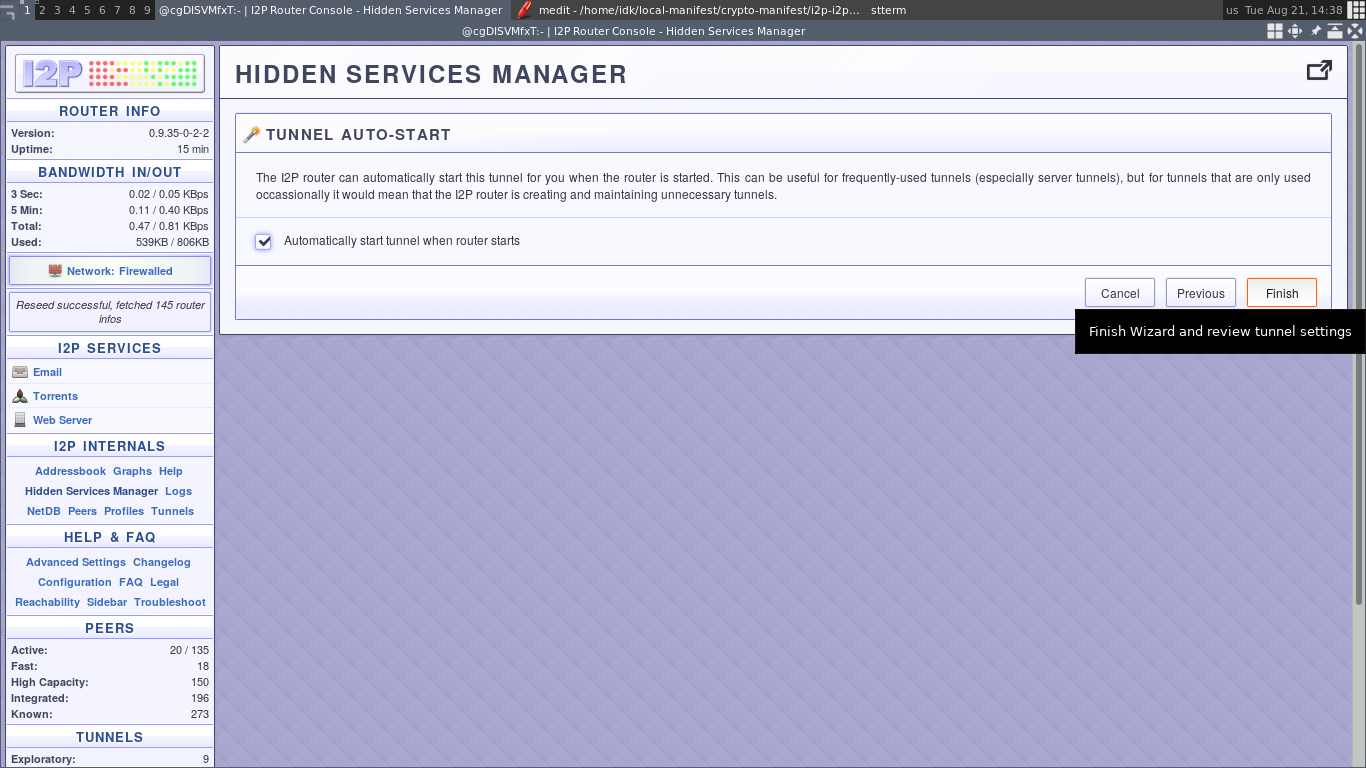 1 2 3 4 5 6 7 8 9 @cgDISVMfxT:- | I2P Router Console - Hidden Services Manager medit - /home/idk/local-manifest/crypto-manifest/i2p-i2p... stterm us Tue Aug 21, 14:38
@cgDISVMfxT:- | I2P Router Console - Hidden Services Manager
I2P
ROUTER INFO
Version: 0.9.35-0-2-2
Uptime: 15 min
BANDWIDTH IN/OUT
3 Sec: 0.02 / 0.05 KBps
5 Min: 0.11 / 0.40 KBps
Total: 0.47 / 0.81 KBps
Used: 539KB / 806KB
Network: Firewalled
Reseed successful, fetched 145 router
infos
I2P SERVICES
Email
Torrents
Web Server
I2P INTERNALS
Addressbook Graphs Help
Hidden Services Manager Logs
NetDB Peers Profiles Tunnels
HELP & FAQ
Advanced Settings Changelog
Configuration FAQ Legal
Reachability Sidebar Troubleshoot
PEERS
Active: 20 / 135
Fast: 18
High Capacity: 150
Integrated: 196
Known: 273
TUNNELS
Exploratory: 9
HIDDEN SERVICES MANAGER
TUNNEL AUTO-START
The I2P router can automatically start this tunnel for you when the router is started. This can be useful for frequently-used tunnels (especially server tunnels), but for tunnels that are only used
occassionally it would mean that the I2P router is creating and maintaining unnecessary tunnels.
Automatically start tunnel when router starts
Cancel Previous Finish
Finish Wizard and review tunnel settings